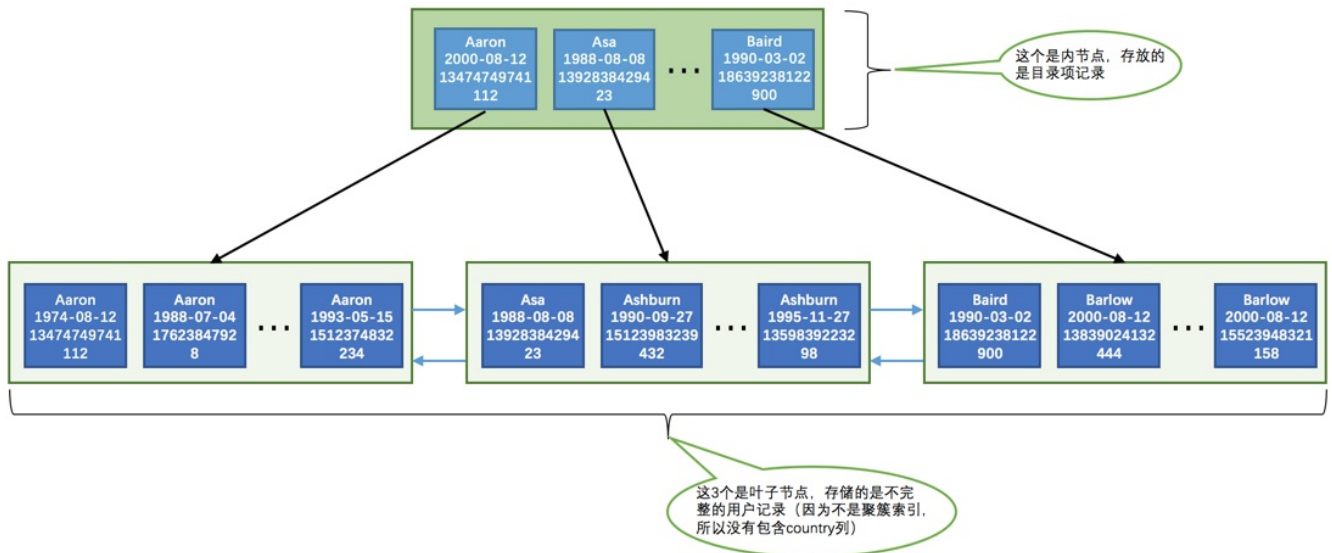 Aaron
2000-08-12
13474749741
112
Asa
1988-08-08
13928384294
23
...
Baird
1990-03-02
18639238122
900
这个是内节点，存放的
是目录项记录
Aaron
1974-08-12
13474749741
112
Aaron
1988-07-04
1762384792
8
...
Aaron
1993-05-15
1512374832
234
Asa
1988-08-08
13928384294
23
Ashburn
1990-09-27
15123983239
432
...
Ashburn
1995-11-27
13598392232
98
Baird
1990-03-02
18639238122
900
Barlow
2000-08-12
13839024132
444
...
Barlow
2000-08-12
15523948321
158
这3个是叶子节点，存储的是不完
整的用户记录（因为不是聚簇索引，
所以没有包含country列）